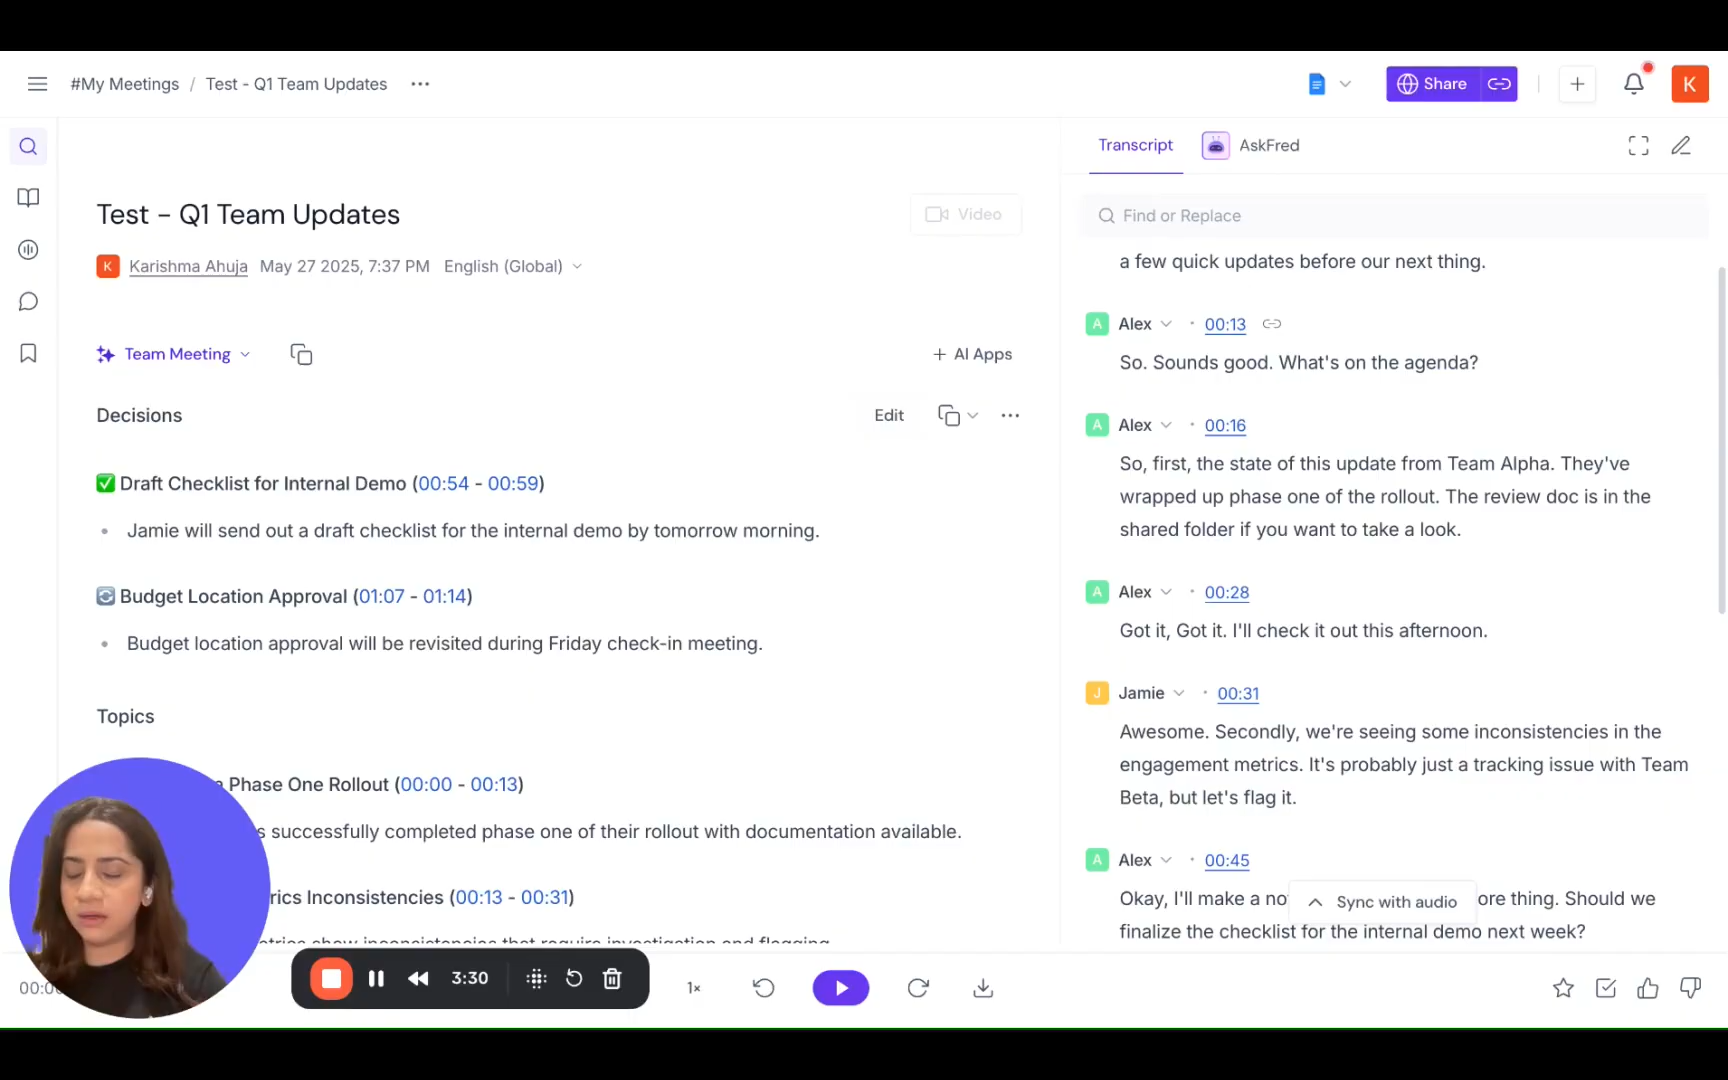 #My Meetings / Test - Q1 Team Updates ···
Share
K
Test - Q1 Team Updates
Video
K Karishma Ahuja May 27 2025, 7:37 PM English (Global)
Team Meeting
+ AI Apps
Decisions
Edit
✅ Draft Checklist for Internal Demo (00:54 - 00:59)
• Jamie will send out a draft checklist for the internal demo by tomorrow morning.
🔄 Budget Location Approval (01:07 - 01:14)
• Budget location approval will be revisited during Friday check-in meeting.
Topics
Phase One Rollout (00:00 - 00:13)
successfully completed phase one of their rollout with documentation available.
rics Inconsistencies (00:13 - 00:31)
show inconsistencies that require investigation and flagging
Transcript
AskFred
Find or Replace
a few quick updates before our next thing.
A Alex · 00:13
So. Sounds good. What's on the agenda?
A Alex · 00:16
So, first, the state of this update from Team Alpha. They've
wrapped up phase one of the rollout. The review doc is in the
shared folder if you want to take a look.
A Alex · 00:28
Got it, Got it. I'll check it out this afternoon.
J Jamie · 00:31
Awesome. Secondly, we're seeing some inconsistencies in the
engagement metrics. It's probably just a tracking issue with Team
Beta, but let's flag it.
A Alex · 00:45
Okay, I'll make a no
ore thing. Should we
Sync with audio
finalize the checklist for the internal demo next week?
00:0
3:30
1×